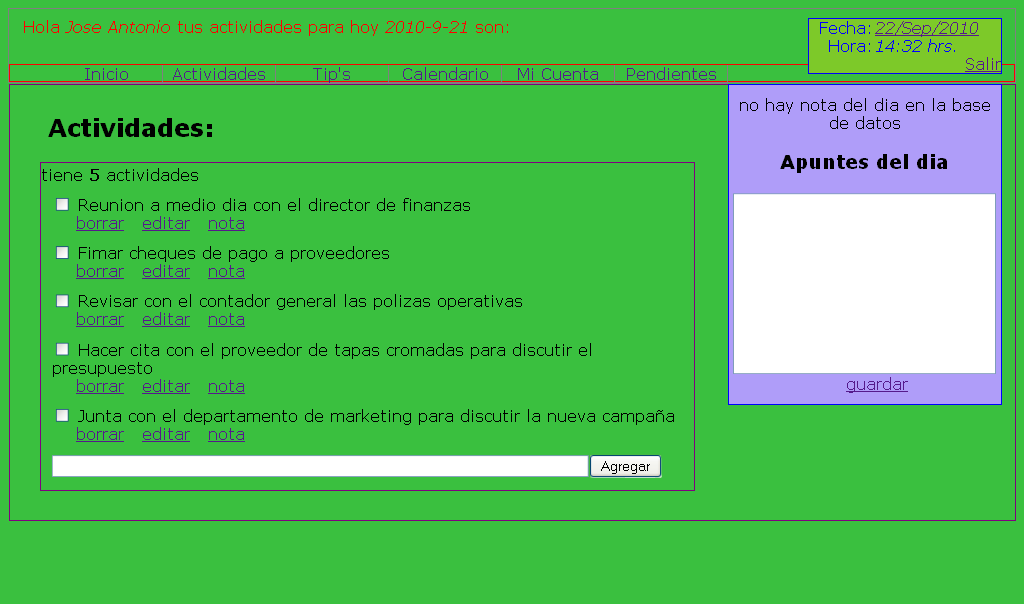 Hola Jose Antonio tus actividades para hoy 2010-9-21 son:
Fecha: 22/Sep/2010
Hora: 14:32 hrs.
Salir
Inicio Actividades Tip's Calendario Mi Cuenta Pendientes
Actividades:
tiene 5 actividades
Reunion a medio dia con el director de finanzas
borrar editar nota
Fimar cheques de pago a proveedores
borrar editar nota
Revisar con el contador general las polizas operativas
borrar editar nota
Hacer cita con el proveedor de tapas cromadas para discutir el
presupuesto
borrar editar nota
Junta con el departamento de marketing para discutir la nueva campaña
borrar editar nota
Agregar
no hay nota del dia en la base
de datos
Apuntes del dia
guardar